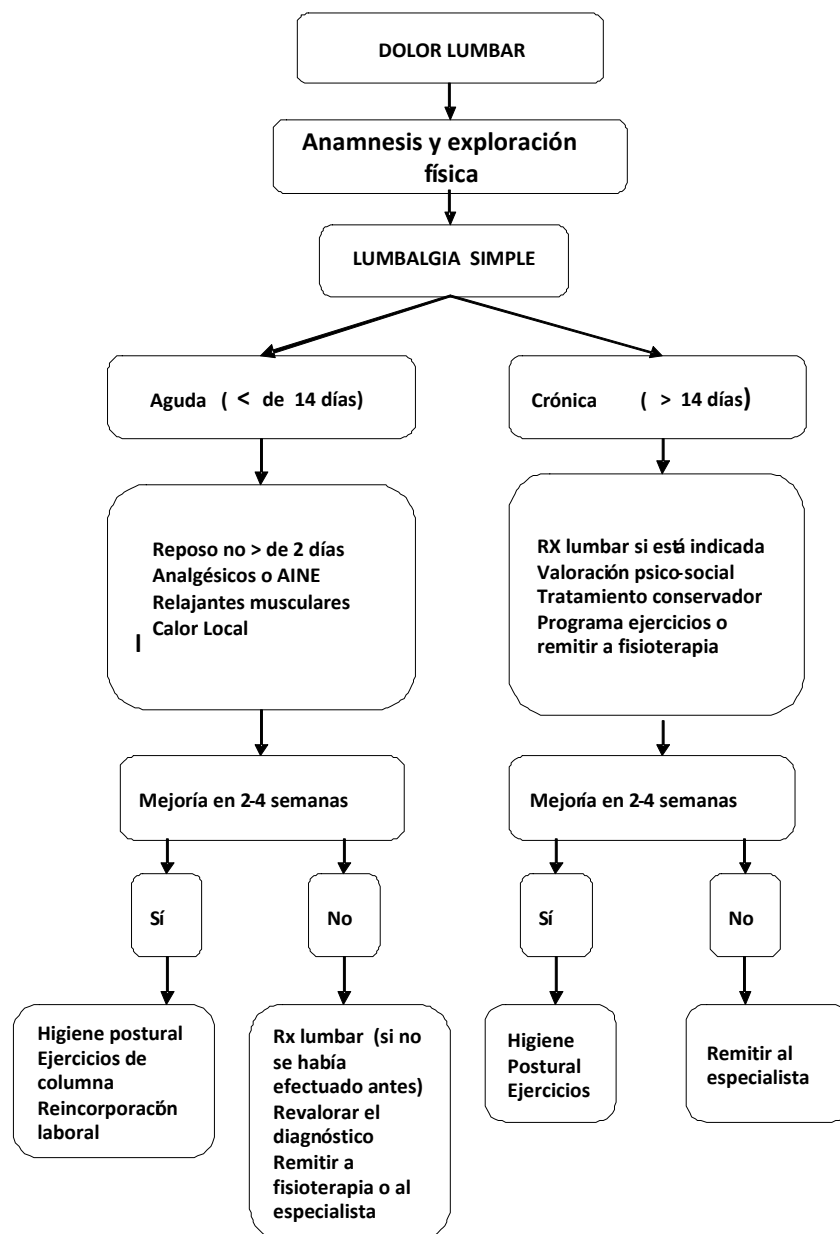 DOLOR LUMBAR
Anamnesis y exploración
física
LUMBALGIA SIMPLE
Aguda ( < de 14 días)
Crónica ( > 14 días)
Reposo no > de 2 días
Analgésicos o AINE
Relajantes musculares
Calor Local
l
RX lumbar si está indicada
Valoración psico-social
Tratamiento conservador
Programa ejercicios o
remitir a fisioterapia
Mejoría en 2-4 semanas
Mejoría en 2-4 semanas
Sí
No
Sí
No
Higiene postural
Ejercicios de
columna
Reincorporación
laboral
Rx lumbar (si no
se había
efectuado antes)
Revalorar el
diagnóstico
Remitir a
fisioterapia o al
especialista
Higiene
Postural
Ejercicios
Remitir al
especialista